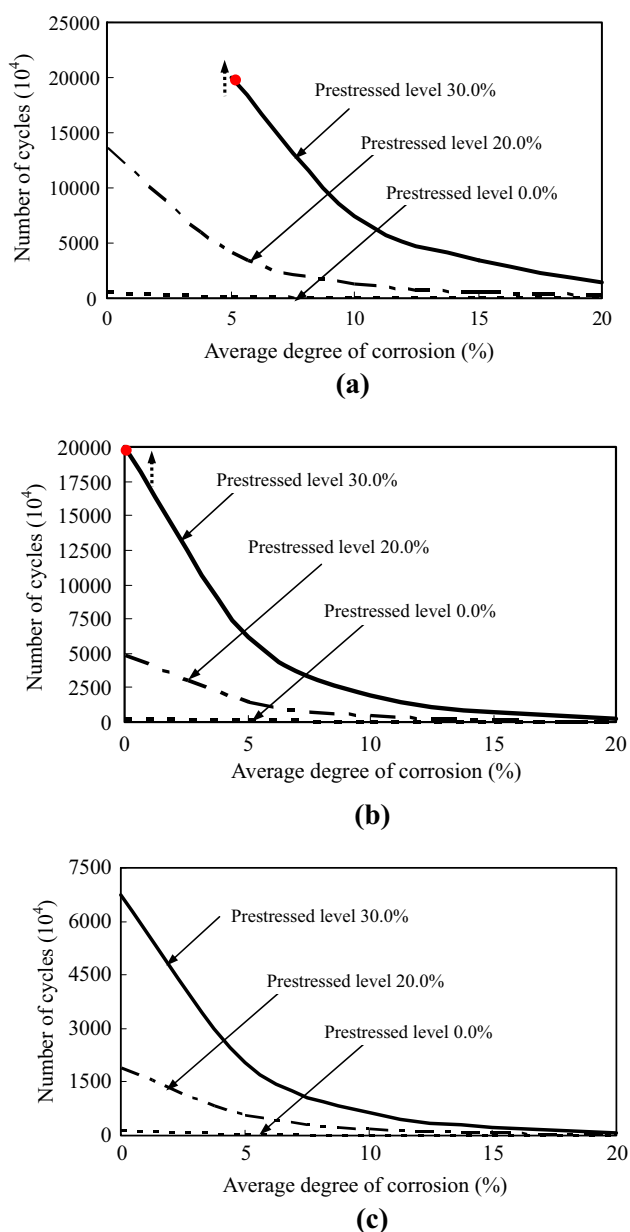 25000
20000
15000
10000
5000
0
Number of cycles (10⁴)
Prestressed level 30.0%
Prestressed level 20.0%
Prestressed level 0.0%
0 5 10 15 20
Average degree of corrosion (%)
(a)
20000
17500
15000
12500
10000
7500
5000
2500
0
Number of cycles (10⁴)
Prestressed level 30.0%
Prestressed level 20.0%
Prestressed level 0.0%
0 5 10 15 20
Average degree of corrosion (%)
(b)
7500
6000
4500
3000
1500
0
Number of cycles (10⁴)
Prestressed level 30.0%
Prestressed level 20.0%
Prestressed level 0.0%
0 5 10 15 20
Average degree of corrosion (%)
(c)